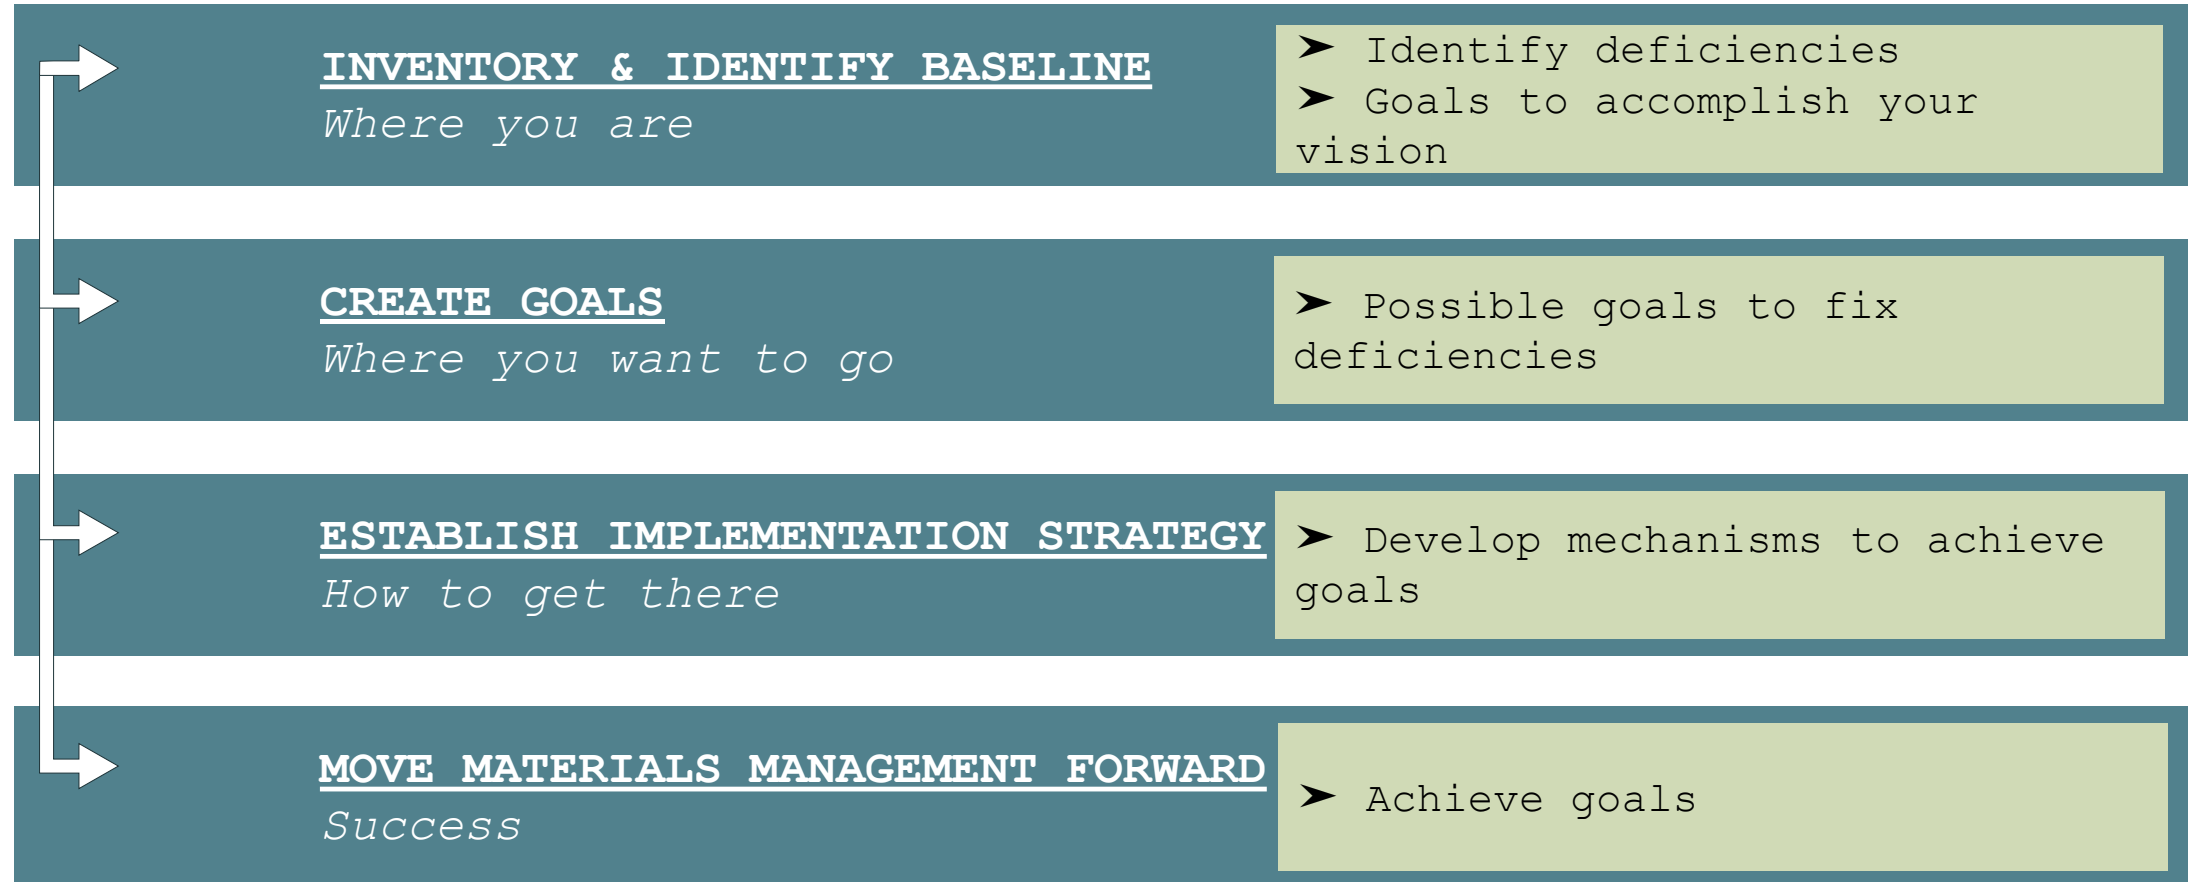 INVENTORY & IDENTIFY BASELINE
Where you are
➤ Identify deficiencies
➤ Goals to accomplish your
vision
CREATE GOALS
Where you want to go
➤ Possible goals to fix
deficiencies
ESTABLISH IMPLEMENTATION STRATEGY
How to get there
➤ Develop mechanisms to achieve
goals
MOVE MATERIALS MANAGEMENT FORWARD
Success
➤ Achieve goals